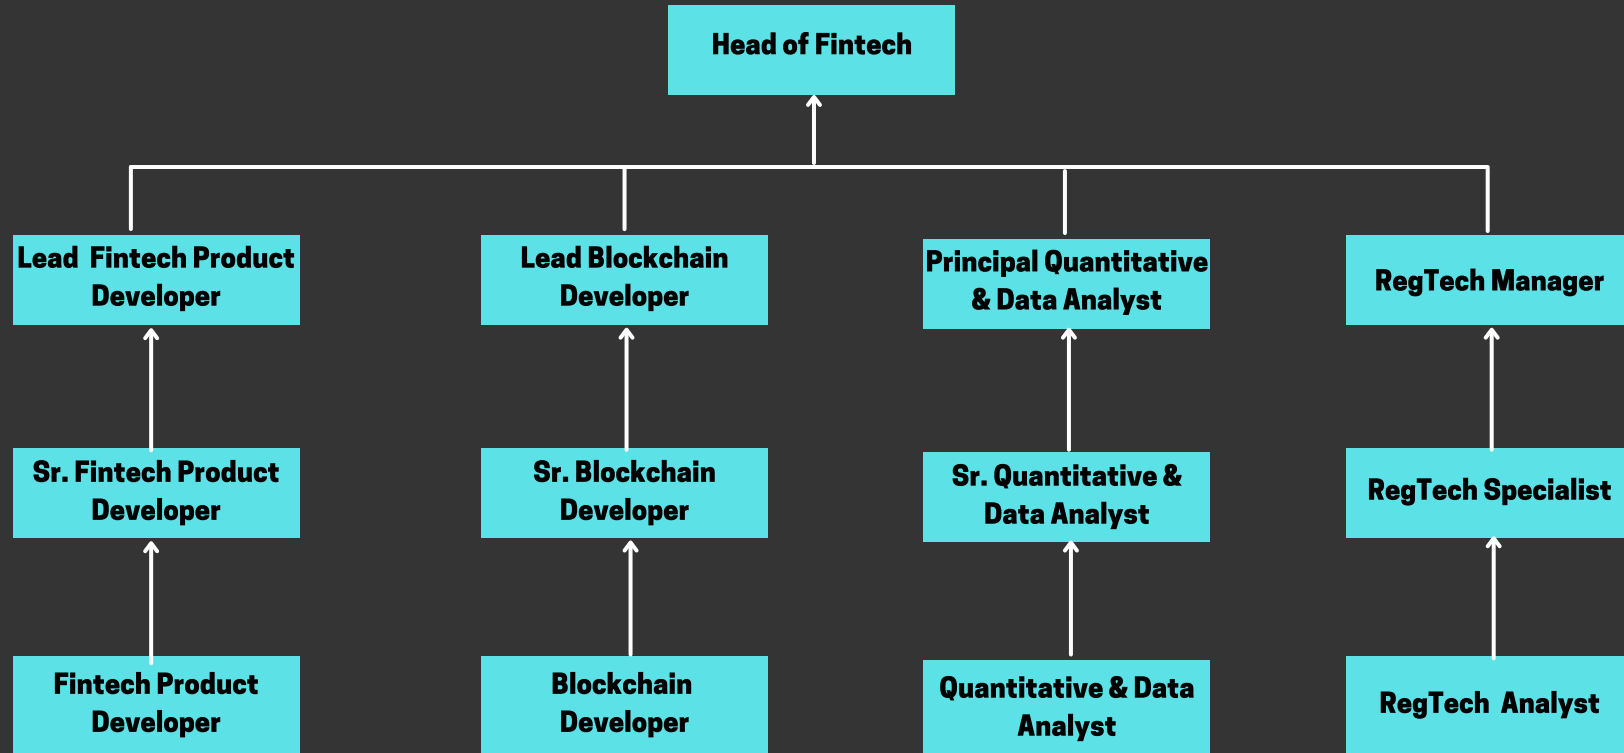 Head of Fintech
Lead Fintech Product
Developer
Lead Blockchain
Developer
Principal Quantitative
& Data Analyst
RegTech Manager
Sr. Fintech Product
Developer
Sr. Blockchain
Developer
Sr. Quantitative &
Data Analyst
RegTech Specialist
Fintech Product
Developer
Blockchain
Developer
Quantitative & Data
Analyst
RegTech Analyst